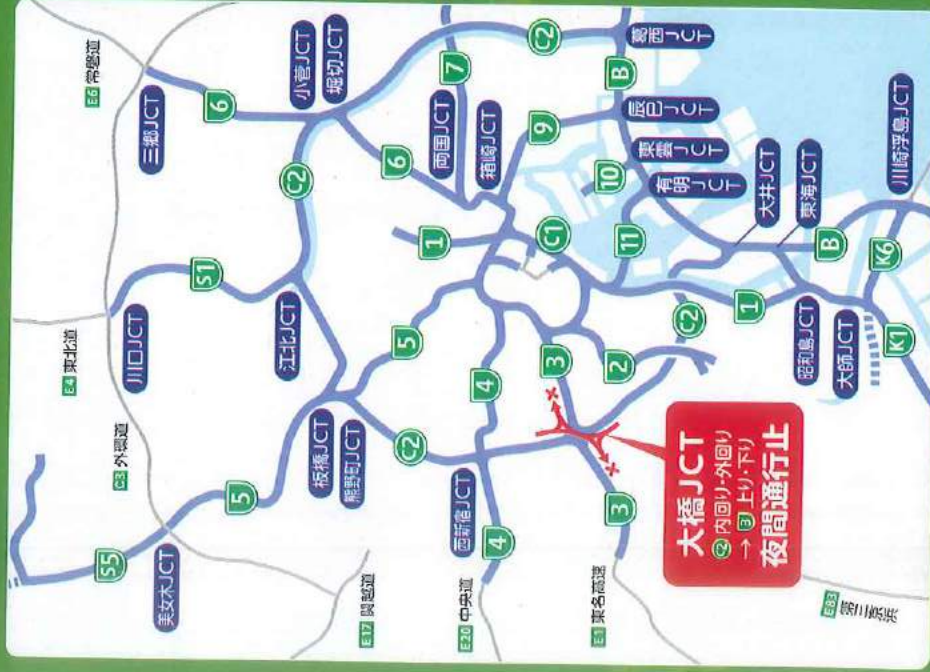 E6 常磐道
三郷JCT
6
小菅JCT
堀切JCT
C2
7
葛西JCT
B
C2
6
両国JCT
箱崎JCT
9
辰巳JCT
10
東雲JCT
有明JCT
E4 東北道
川口JCT
S1
江北JCT
1
C1
11
大井JCT
東海JCT
B
川崎浮島JCT
K6
C3 外環道
5
板橋JCT
熊野町JCT
C2
4
3
2
C2
1
昭和島JCT
大師JCT
K1
S5
5
美女木JCT
西新宿JCT
4
3
大橋JCT
C2 内回り・外回り
→ 3 上り・下り
夜間通行止
E17 関越道
E20 中央道
E1 東名高速
E83 第三京浜